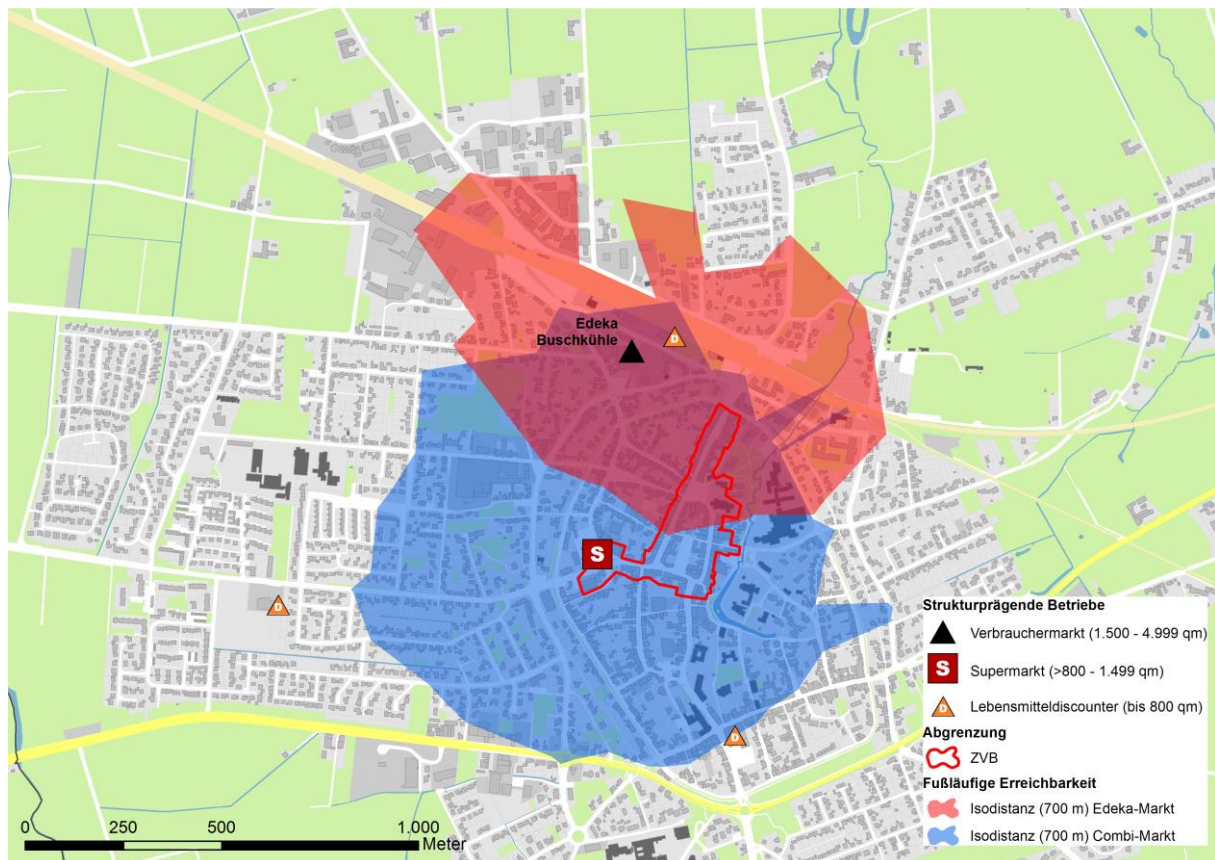 Edeka
Buschkühle
D
S
D
D
Strukturprägende Betriebe
Verbrauchermarkt (1.500 - 4.999 qm)
S Supermarkt (>800 - 1.499 qm)
D Lebensmitteldiscounter (bis 800 qm)
Abgrenzung
ZVB
Fußläufige Erreichbarkeit
Isodistanz (700 m) Edeka-Markt
Isodistanz (700 m) Combi-Markt
0 250 500 1.000
Meter